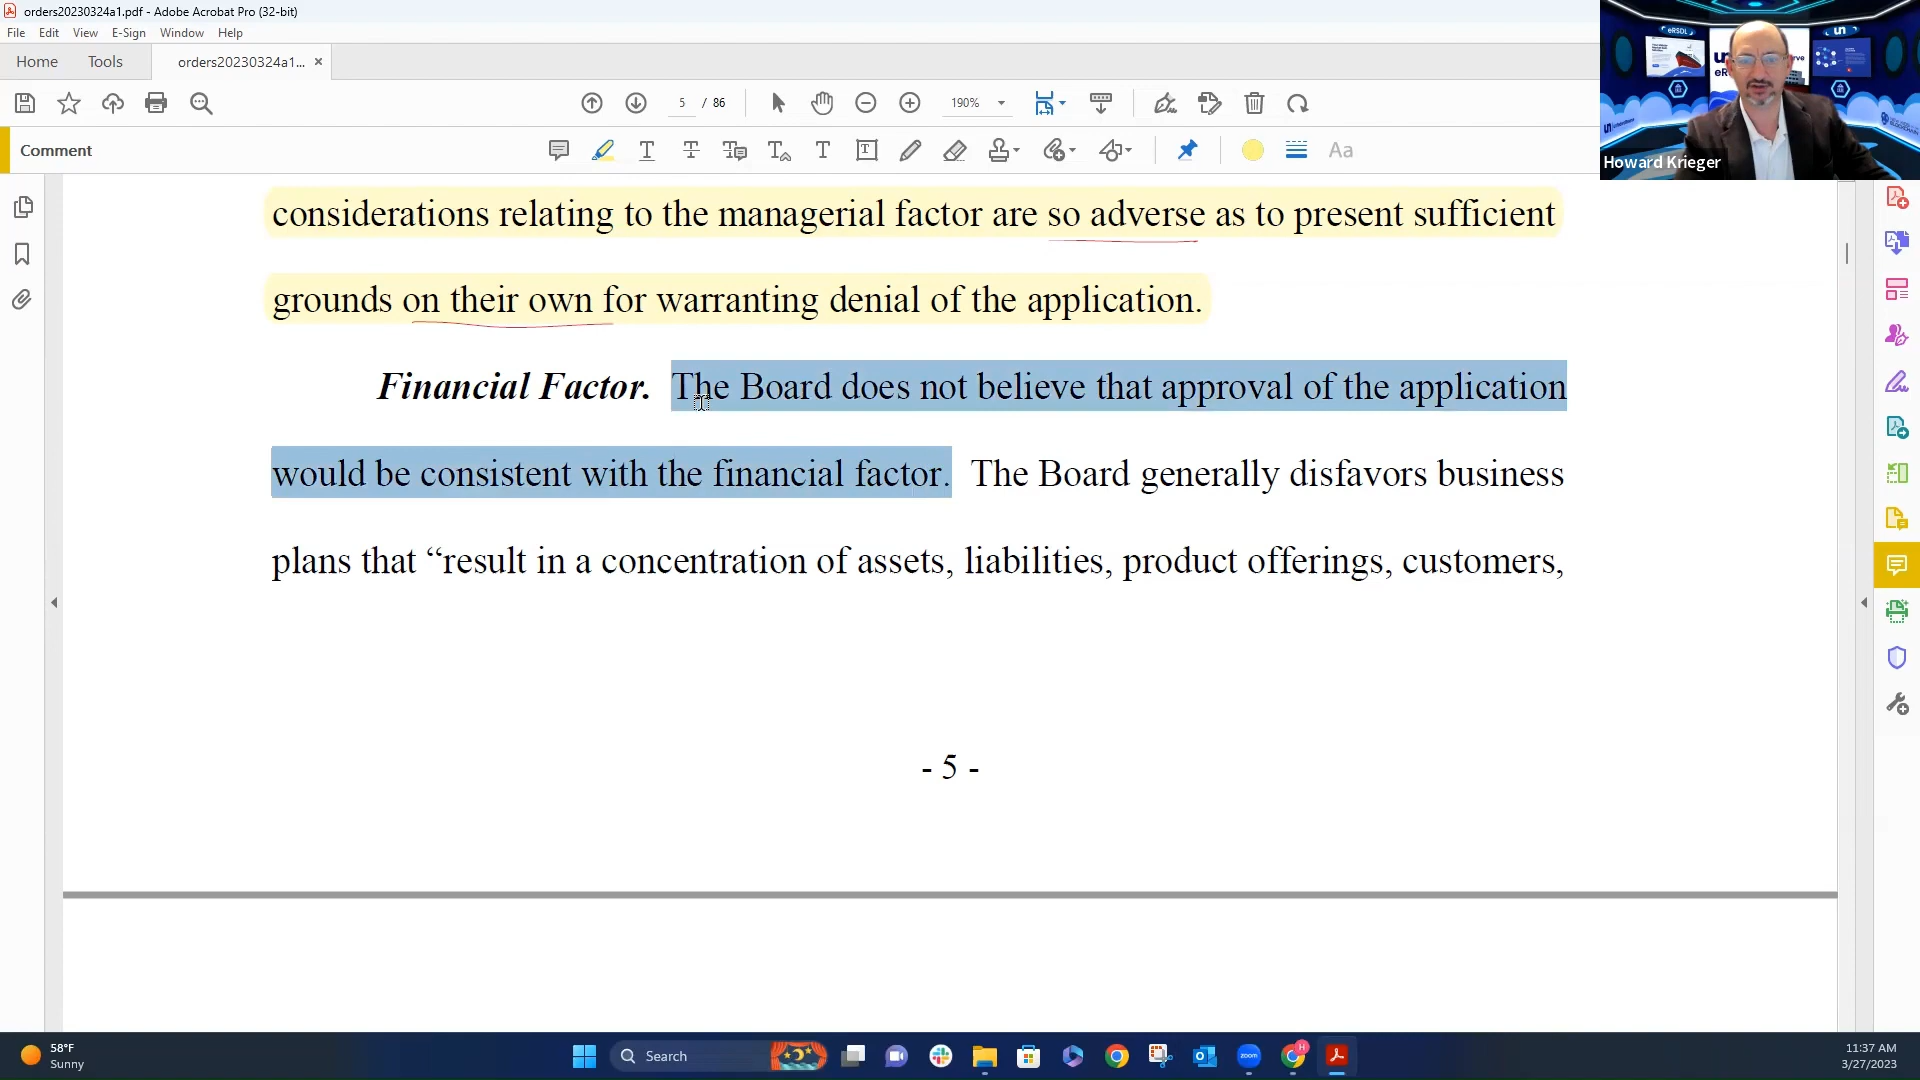 orders20230324a1.pdf - Adobe Acrobat Pro (32-bit)
File Edit View E-Sign Window Help
Home Tools orders20230324a1... ×
5 / 86 190%
Comment
Aa
eRSDL
un
Howard Krieger
considerations relating to the managerial factor are so adverse as to present sufficient
grounds on their own for warranting denial of the application.
Financial Factor. The Board does not believe that approval of the application
would be consistent with the financial factor. The Board generally disfavors business
plans that “result in a concentration of assets, liabilities, product offerings, customers,
- 5 -
58°F
Sunny
Search
zoom
H
11:37 AM
3/27/2023